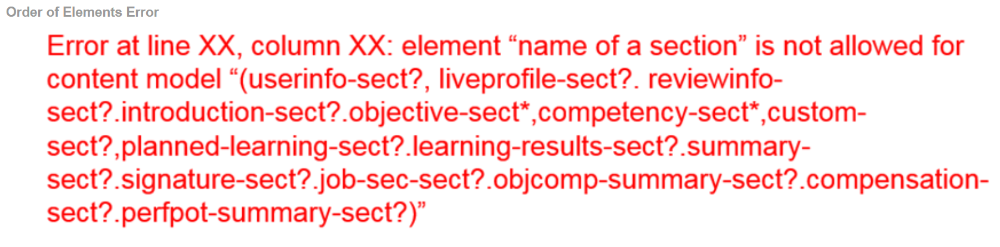 Order of Elements Error
Error at line XX, column XX: element “name of a section” is not allowed for
content model “(userinfo-sect?, liveprofile-sect?. reviewinfo-
sect?.introduction-sect?.objective-sect*,competency-sect*,custom-
sect?,planned-learning-sect?.learning-results-sect?.summary-
sect?.signature-sect?.job-sec-sect?.objcomp-summary-sect?.compensation-
sect?.perfpot-summary-sect?)”